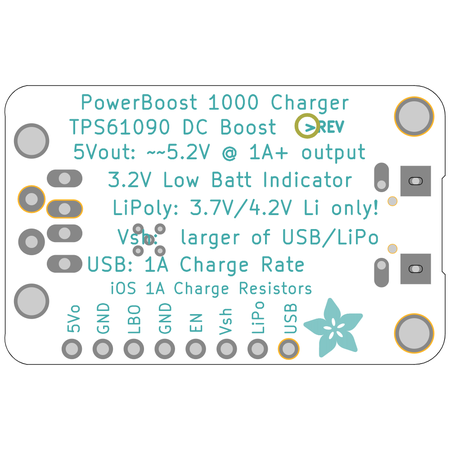 PowerBoost 1000 Charger
TPS61090 DC Boost >REV
5Vout: ~~5.2V @ 1A+ output
3.2V Low Batt Indicator
LiPoly: 3.7V/4.2V Li only!
Vsh: larger of USB/LiPo
USB: 1A Charge Rate
iOS 1A Charge Resistors
5Vo GND LBO GND EN Vsh LiPo USB